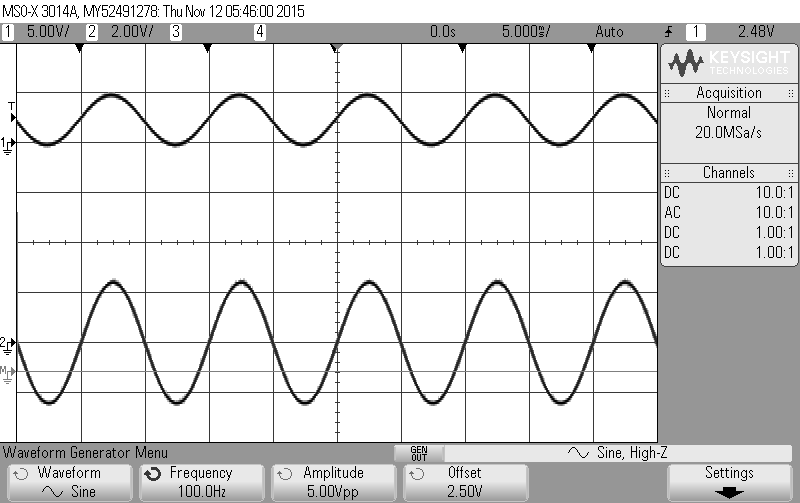 MSO-X 3014A, MY52491278: Thu Nov 12 05:46:00 2015
1 5.00V/ 2 2.00V/ 3 4 0.0s 5.000s/ Auto 1 2.48V
KEYSIGHT
TECHNOLOGIES
Acquisition
Normal
20.0MSa/s
Channels
DC 10.0:1
AC 10.0:1
DC 1.00:1
DC 1.00:1
T
1
2
M
Waveform Generator Menu
GEN OUT
Sine, High-Z
Waveform
Sine
Frequency
100.0Hz
Amplitude
5.00Vpp
Offset
2.50V
Settings